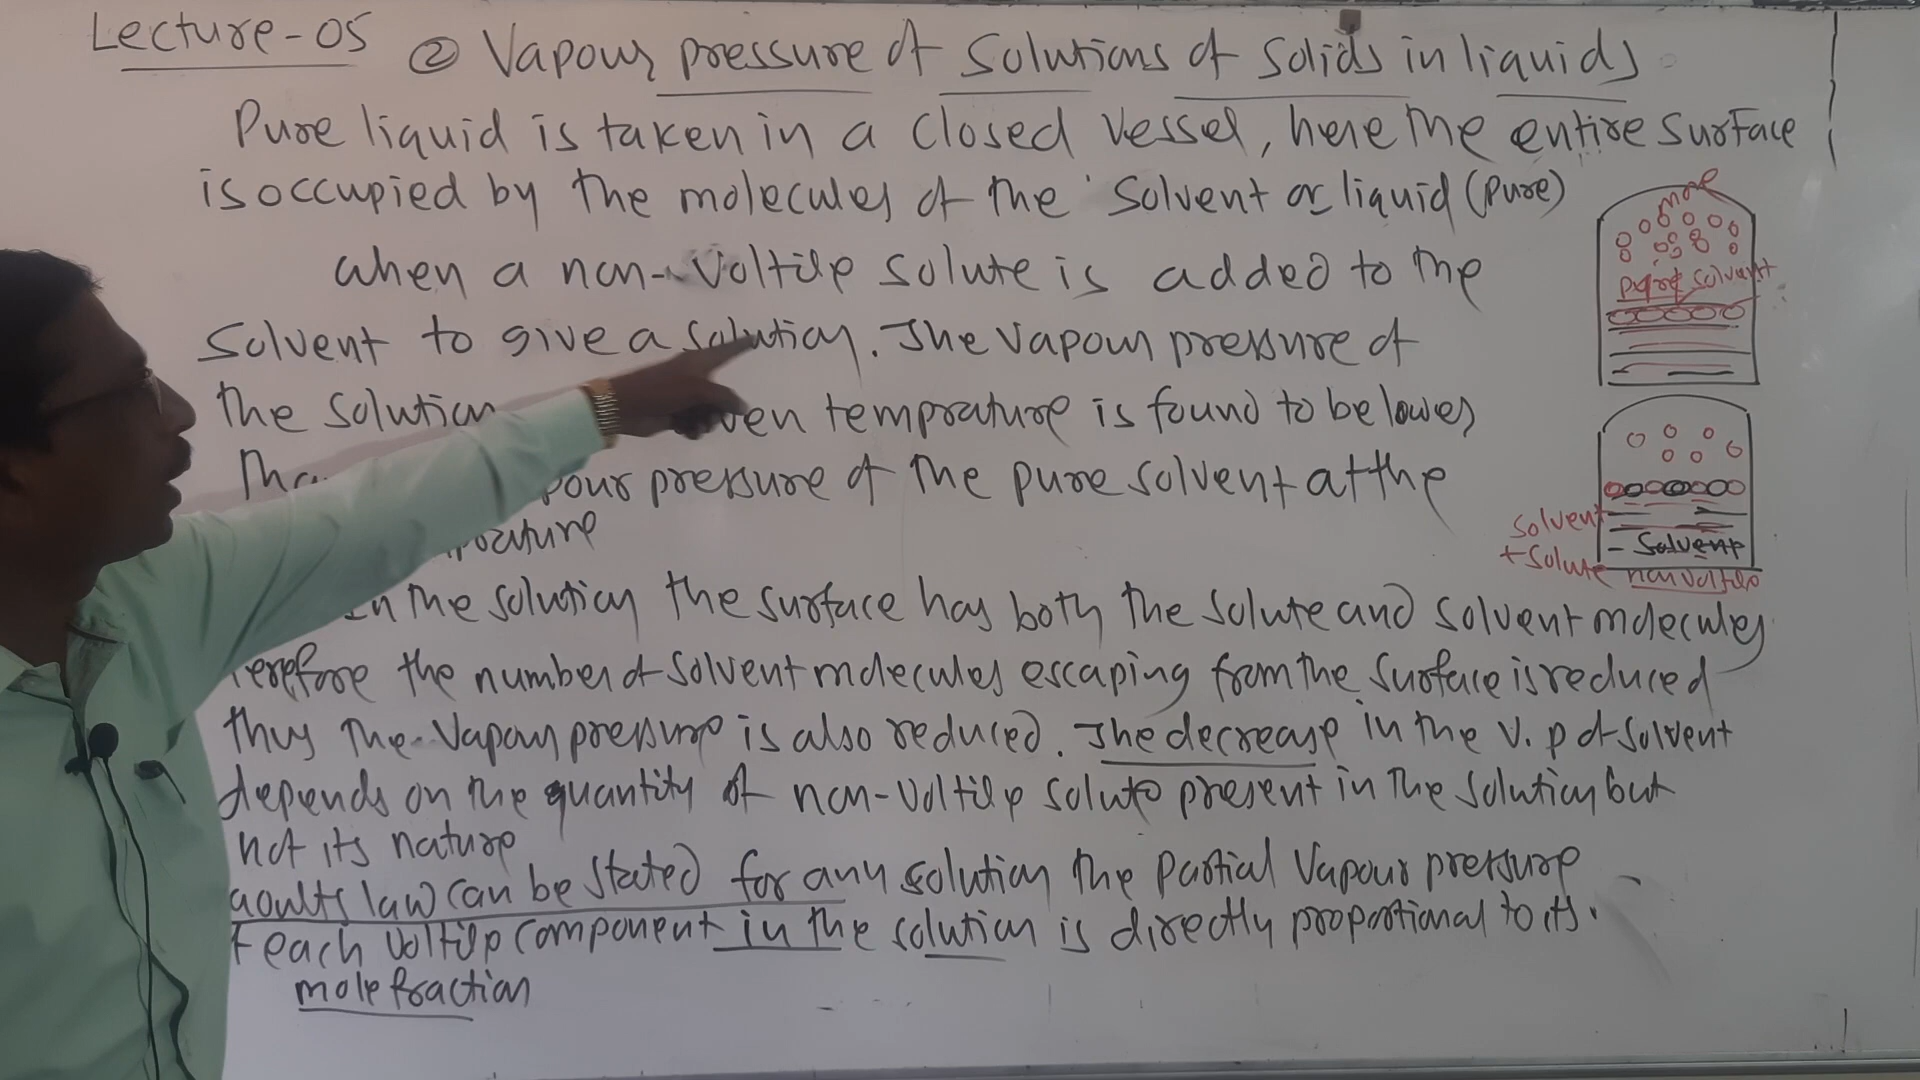 Lecture-05 ② Vapour pressure of Solutions of Solids in liquids
Pure liquid is taken in a closed vessel, here the entire surface
is occupied by the molecules of the solvent or liquid (pure)
when a non-voltile solute is added to the
Solvent to give a solution. The vapour pressure of
the solution ven temprature is found to be lower
Tha pour pressure of the pure solvent at the
prature
In the solution the surface has both the solute and solvent molecules
erefore the number of solvent molecules escaping from the surface is reduced
thus the vapour pressure is also reduced. The decrease in the v.p of solvent
depends on the quantity of non-voltile solute present in the solution but
not its nature
aoults law can be stated for any solution the partial vapour pressure
f each voltile component in the solution is directly proportional to its
mole fraction
more
pure solvent
Solvent
+ Solute
- Solvent
non voltile